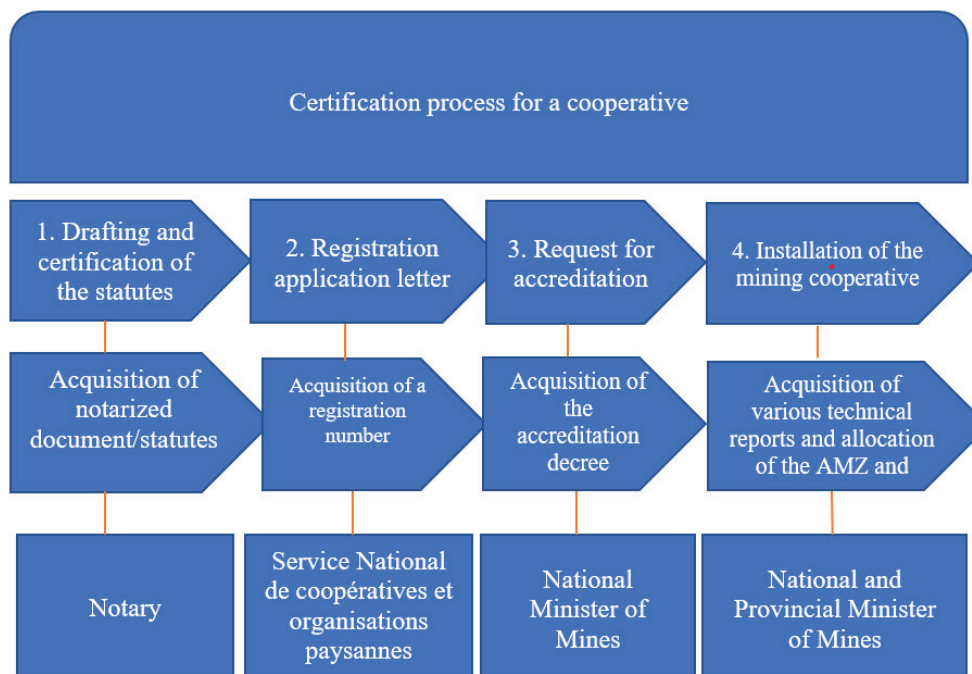 Certification process for a cooperative
1. Drafting and
certification of
the statutes
2. Registration
application letter
3. Request for
accreditation
4. Installation of the
mining cooperative
Acquisition of
notarized
document/statutes
Acquisition of a
registration
number
Acquisition of
the
accreditation
decree
Acquisition of
various technical
reports and allocation
of the AMZ and
Notary
Service National
de coopératives et
organisations
paysannes
National
Minister of
Mines
National and
Provincial Minister
of Mines